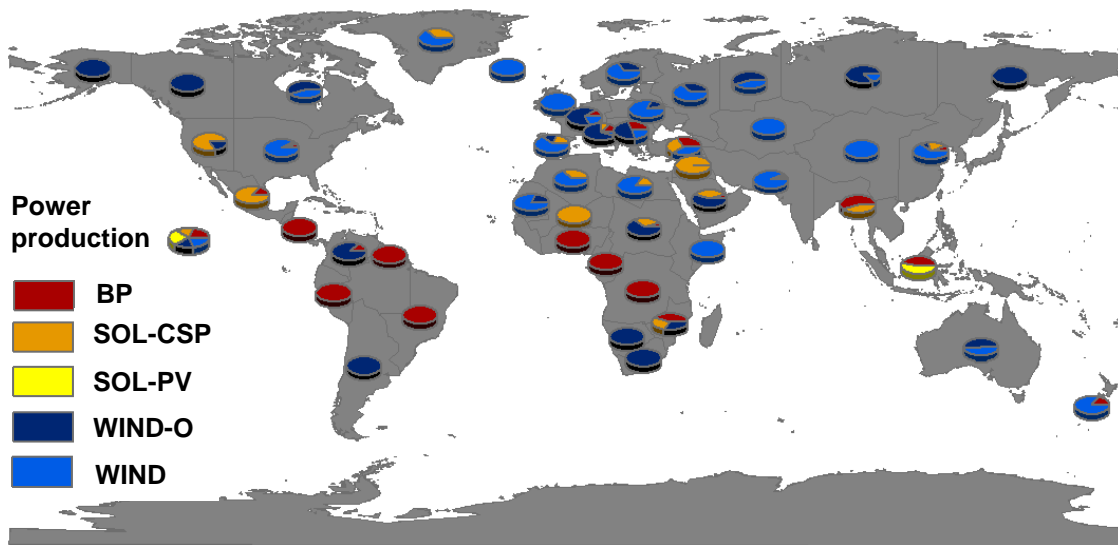 Power
production
BP
SOL-CSP
SOL-PV
WIND-O
WIND